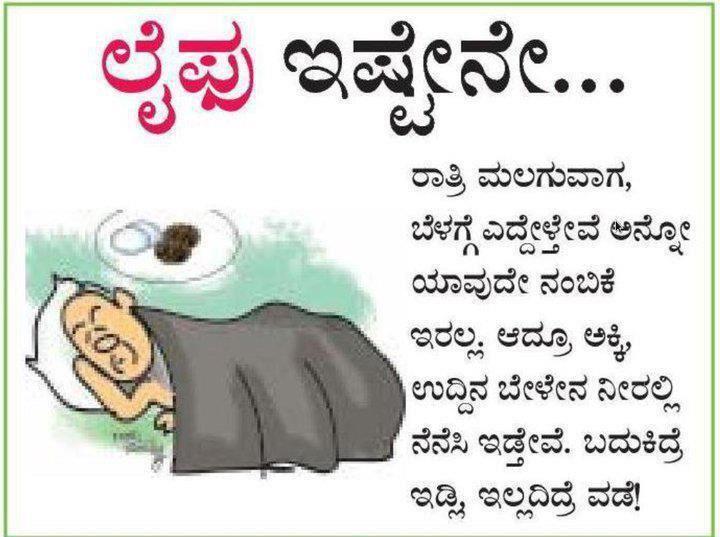 ಲೈಫು ಇಷ್ಟೇನೇ...
ರಾತ್ರಿ ಮಲಗುವಾಗ,
ಬೆಳಗ್ಗೆ ಎದ್ದೇಳ್ತೇವೆ ಅನ್ನೋ
ಯಾವುದೇ ನಂಬಿಕೆ
ಇರಲ್ಲ. ಆದ್ರೂ ಅಕ್ಕಿ,
ಉದ್ದಿನ ಬೇಳೇನ ನೀರಲ್ಲಿ
ನೆನೆಸಿ ಇಡ್ತೇವೆ. ಬದುಕಿದ್ರೆ
ಇಡ್ಲಿ, ಇಲ್ಲದಿದ್ರೆ ವಡೆ!